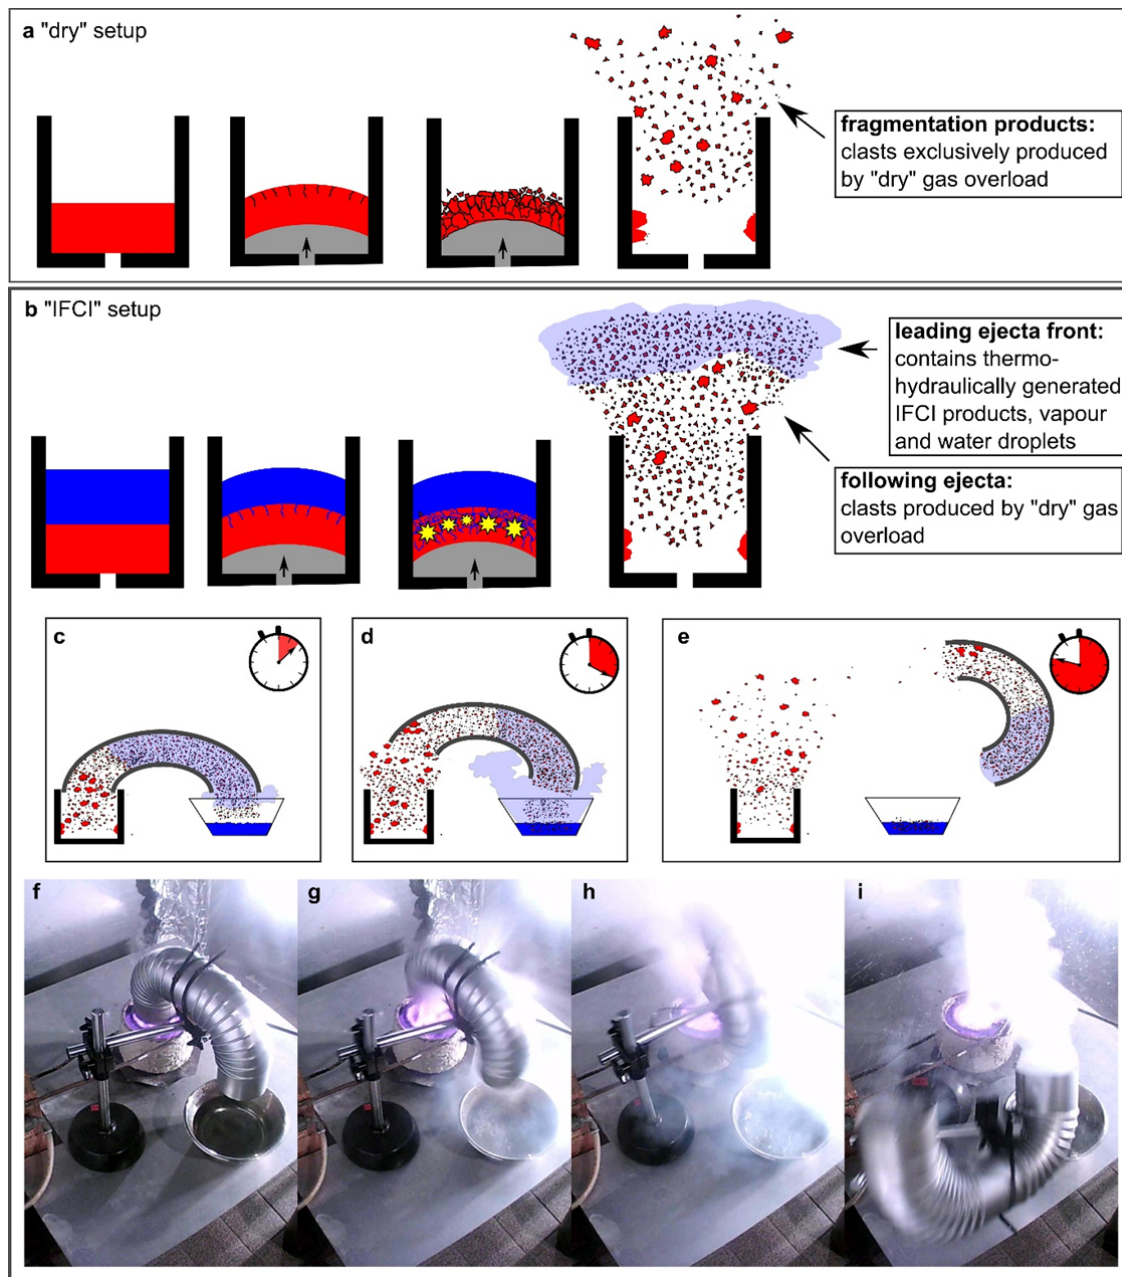 a "dry" setup
fragmentation products:
clasts exclusively produced
by "dry" gas overload
b "IFCI" setup
leading ejecta front:
contains thermo-
hydraulically generated
IFCI products, vapour
and water droplets
following ejecta:
clasts produced by "dry" gas
overload
c
d
e
f
g
h
i